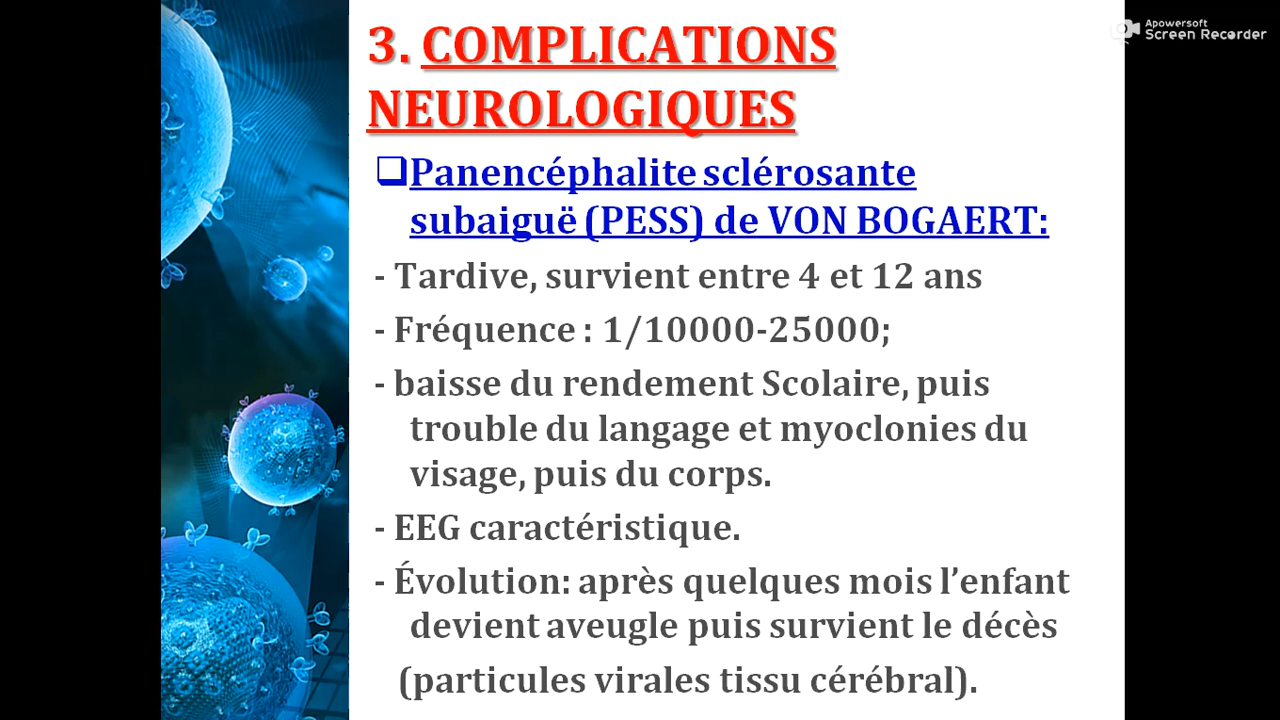 Apowersoft
Screen Recorder
3. COMPLICATIONS
NEUROLOGIQUES
❑Panencéphalite sclérosante
subaiguë (PESS) de VON BOGAERT:
- Tardive, survient entre 4 et 12 ans
- Fréquence : 1/10000-25000;
- baisse du rendement Scolaire, puis
trouble du langage et myoclonies du
visage, puis du corps.
- EEG caractéristique.
- Évolution: après quelques mois l’enfant
devient aveugle puis survient le décès
(particules virales tissu cérébral).